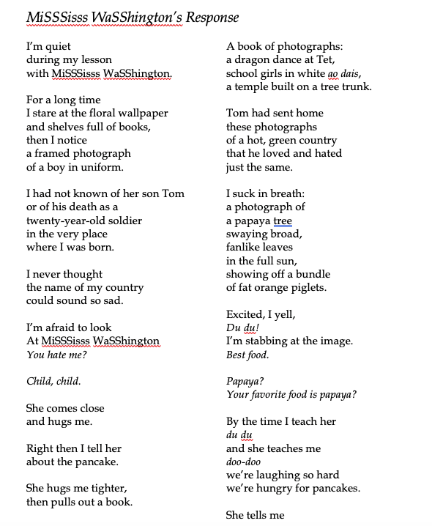 MiSSSisss WaSShington's Response
I'm quiet
during my lesson
with MiSSSisss WaSShington.
For a long time
I stare at the floral wallpaper
and shelves full of books,
then I notice
a framed photograph
of a boy in uniform.
I had not known of her son Tom
or of his death as a
twenty-year-old soldier
in the very place
where I was born.
I never thought
the name of my country
could sound so sad.
I'm afraid to look
At MiSSSisss WaSShington
You hate me?
Child, child.
She comes close
and hugs me.
Right then I tell her
about the pancake.
She hugs me tighter,
then pulls out a book.
A book of photographs:
a dragon dance at Tet,
school girls in white ao dais,
a temple built on a tree trunk.
Tom had sent home
these photographs
of a hot, green country
that he loved and hated
just the same.
I suck in breath:
a photograph of
a papaya tree
swaying broad,
fanlike leaves
in the full sun,
showing off a bundle
of fat orange piglets.
Excited, I yell,
Du du!
I'm stabbing at the image.
Best food.
Papaya?
Your favorite food is papaya?
By the time I teach her
du du
and she teaches me
doo-doo
we're laughing so hard
we're hungry for pancakes.
She tells me